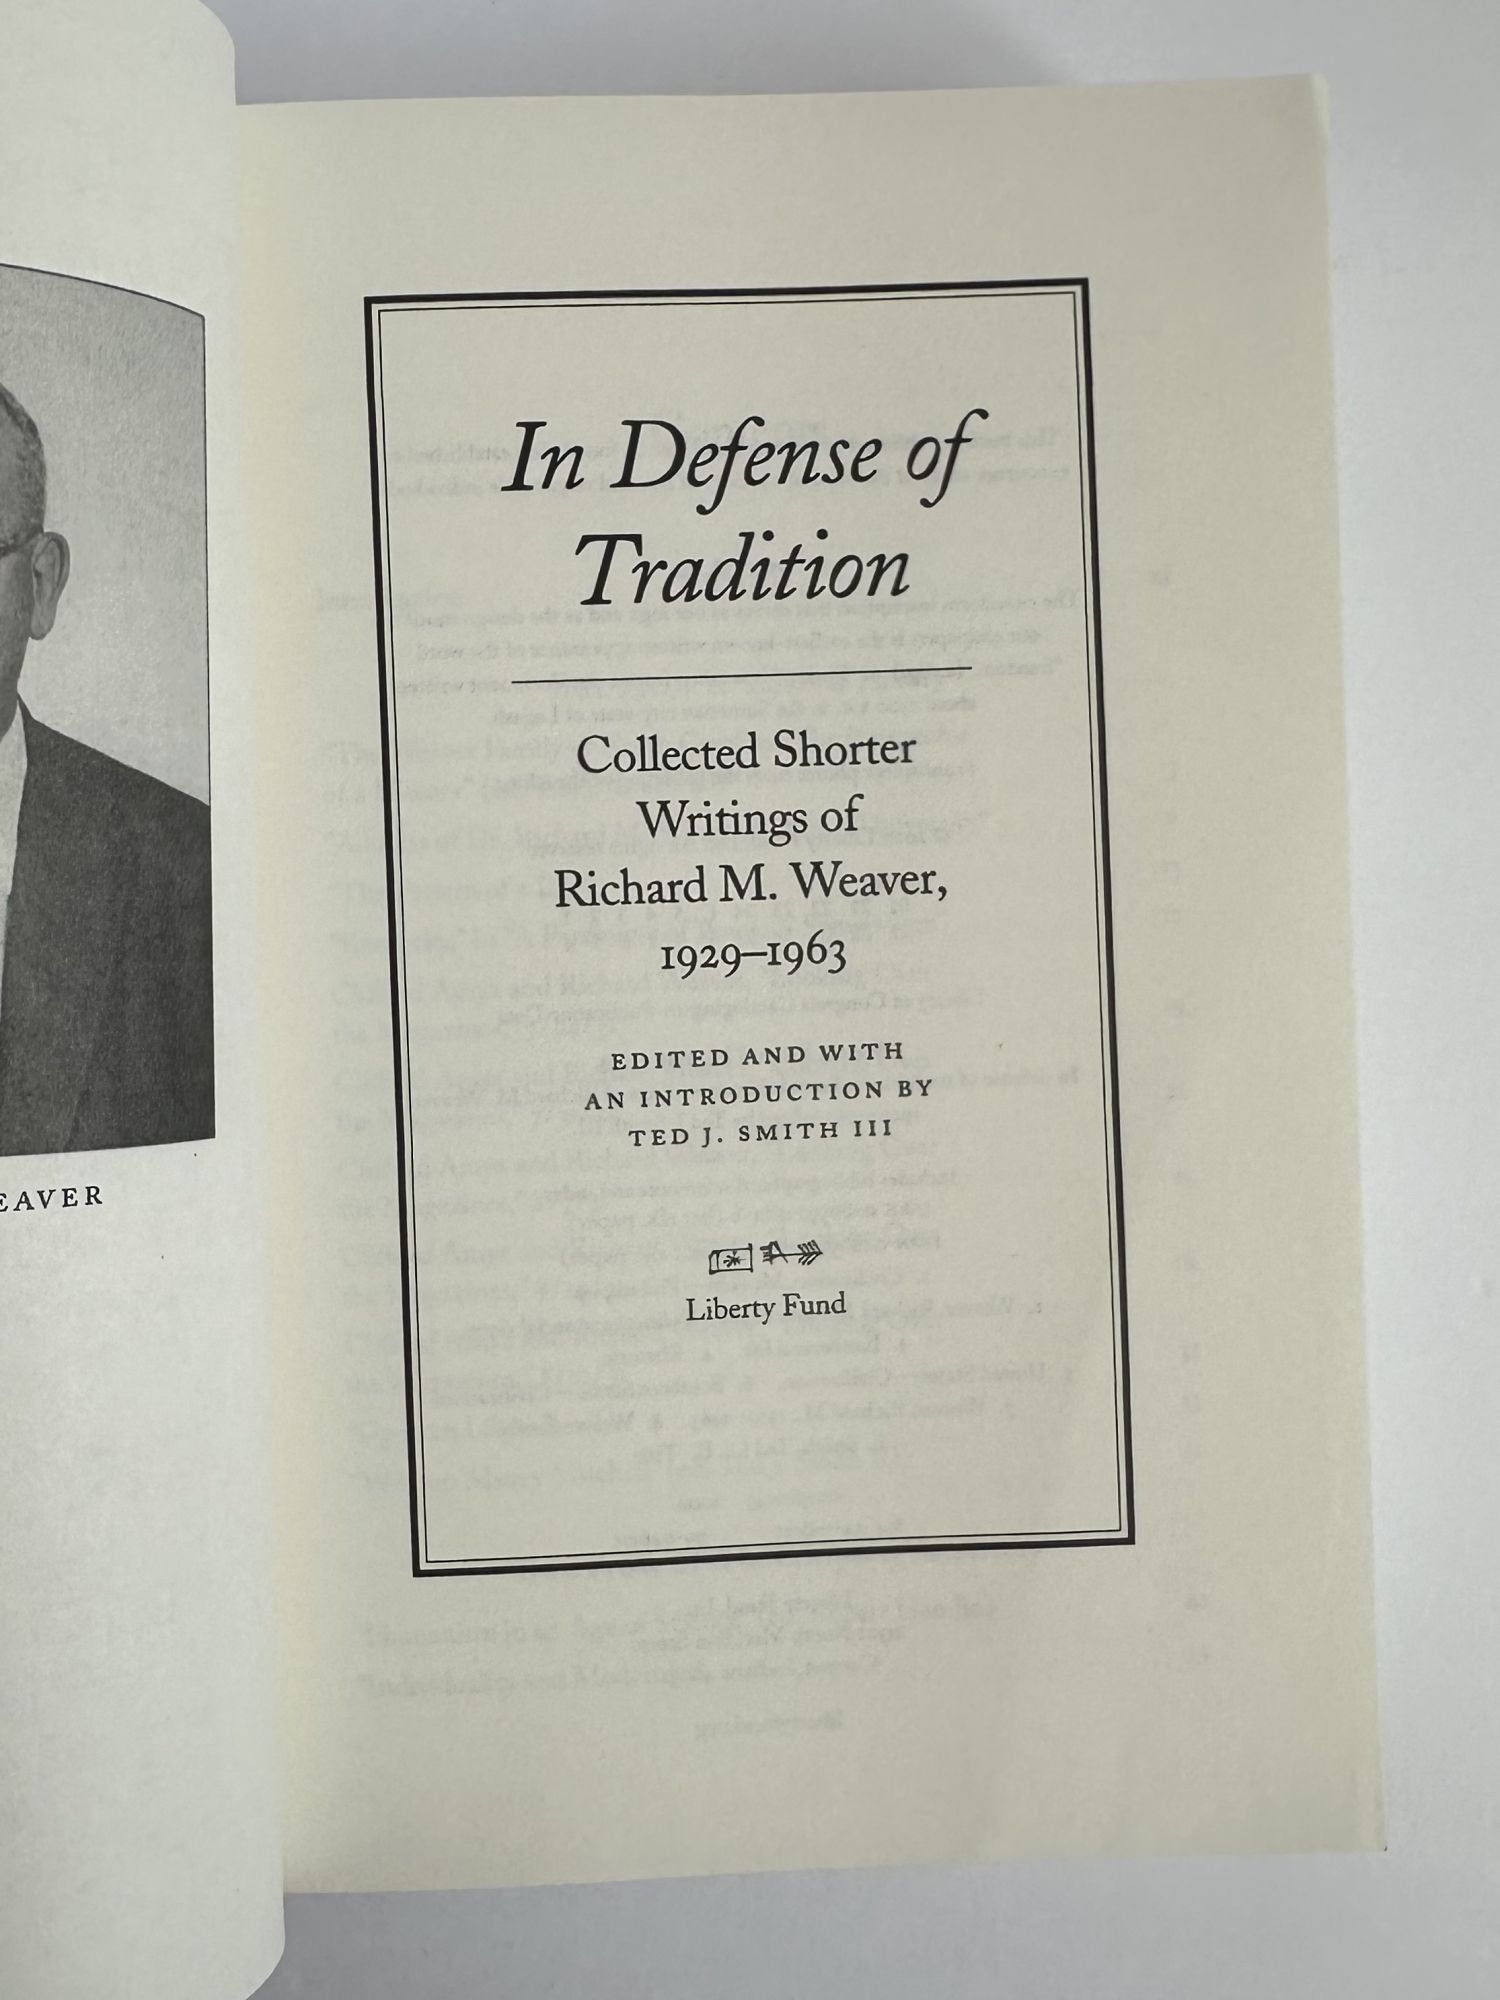 EAVER
In Defense of
Tradition
Collected Shorter
Writings of
Richard M. Weaver,
1929–1963
EDITED AND WITH
AN INTRODUCTION BY
TED J. SMITH III
Liberty Fund